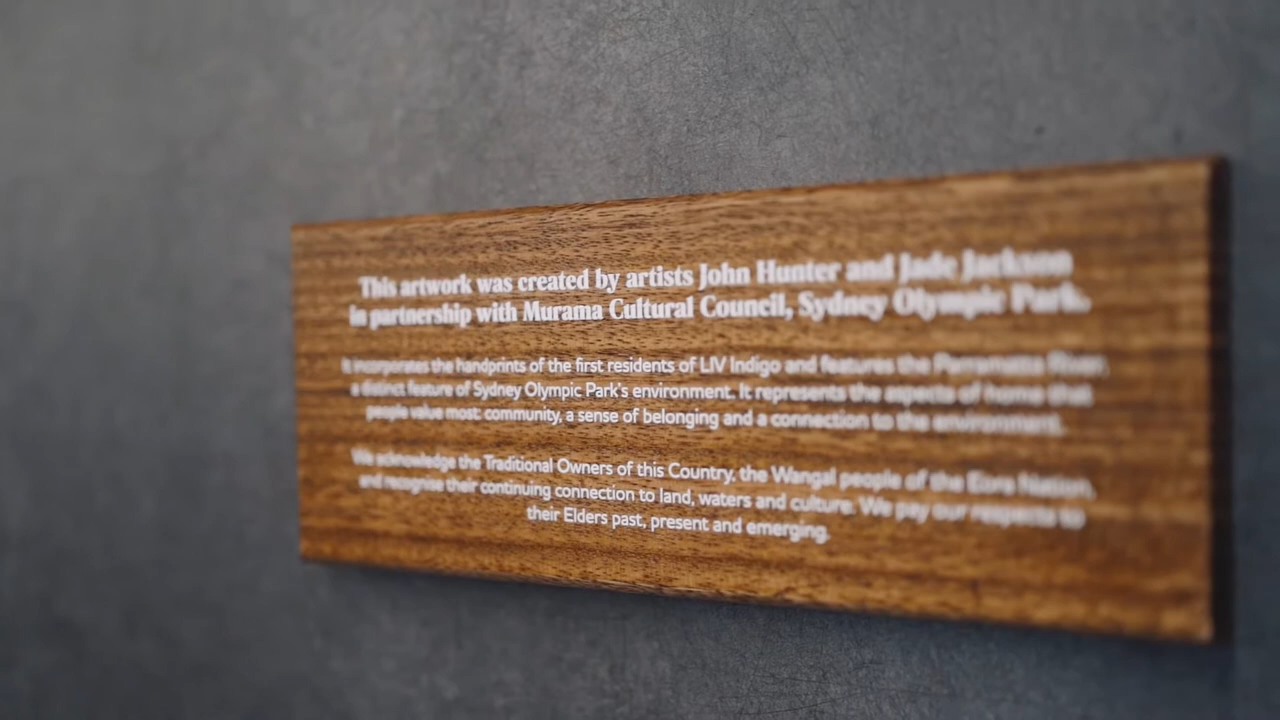 This artwork was created by artists John Hunter and Jade Jackson
in partnership with Murama Cultural Council, Sydney Olympic Park.
It incorporates the handprints of the first residents of LIV Indigo and features the Parramatta River,
a distinct feature of Sydney Olympic Park's environment. It represents the aspects of home that
people value most: community, a sense of belonging and a connection to the environment.
We acknowledge the Traditional Owners of this Country, the Wangal people of the Eora Nation,
and recognise their continuing connection to land, waters and culture. We pay our respects to
their Elders past, present and emerging.